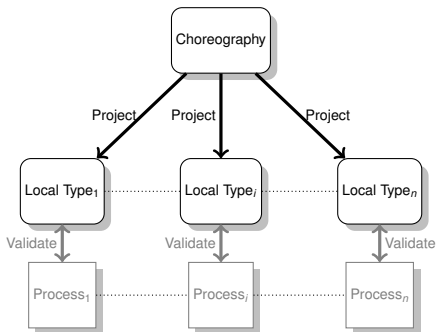 Choreography
Project Project Project
Local Type₁ Local Typeᵢ Local Typeₙ
Validate Validate Validate
Process₁ Processᵢ Processₙ